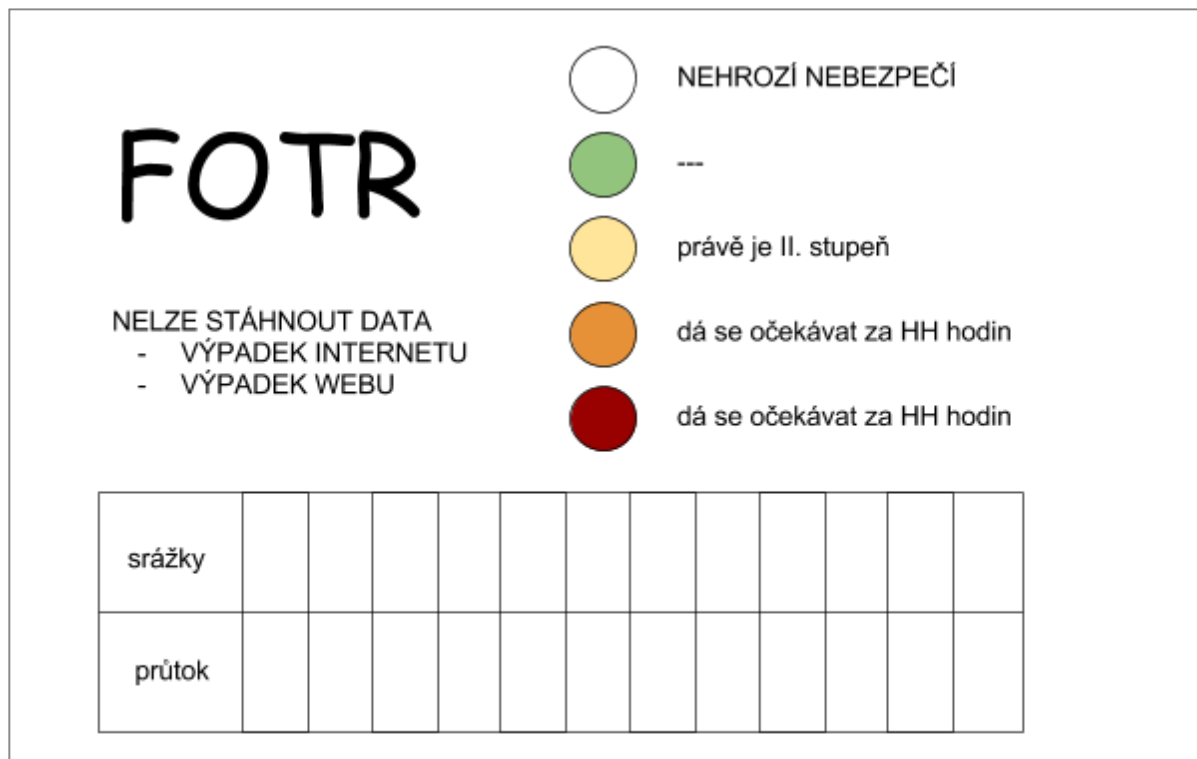 FOTR
NELZE STÁHNOUT DATA
- VÝPADEK INTERNETU
- VÝPADEK WEBU
NEHROZÍ NEBEZPEČÍ
---
právě je II. stupeň
dá se očekávat za HH hodin
dá se očekávat za HH hodin
srážky
průtok